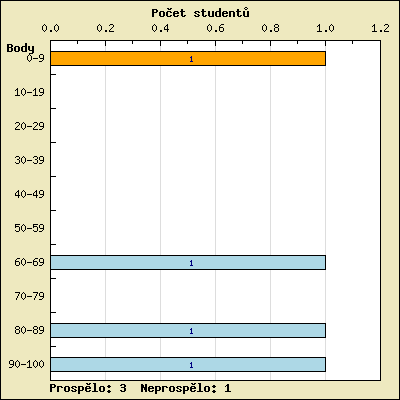 Počet studentů
0.0 0.2 0.4 0.6 0.8 1.0 1.2
Body
0-9 1
10-19
20-29
30-39
40-49
50-59
60-69 1
70-79
80-89 1
90-100 1
Prospělo: 3 Neprospělo: 1